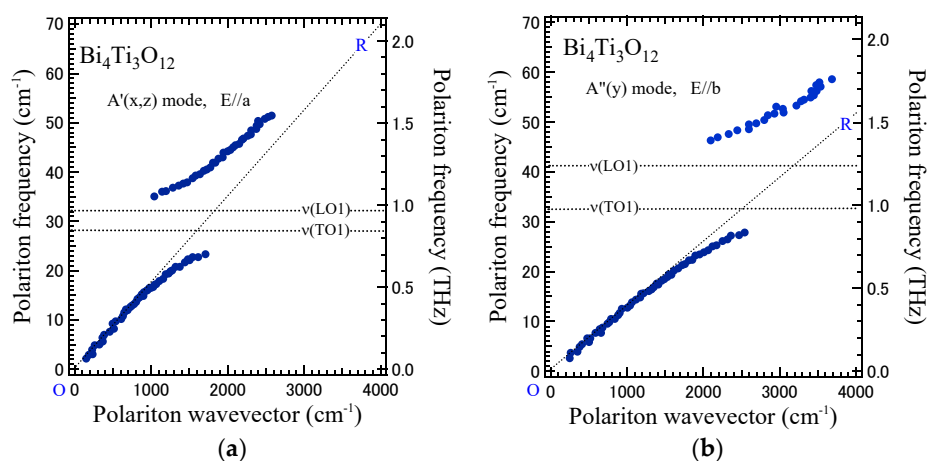 70
60
50
40
30
20
10
0
Polariton frequency (cm⁻¹)
Bi₄Ti₃O₁₂
A'(x,z) mode, E//a
R
ν(LO1)
ν(TO1)
2.0
1.5
1.0
0.5
0.0
Polariton frequency (THz)
O 0 1000 2000 3000 4000
Polariton wavevector (cm⁻¹)
(a)
70
60
50
40
30
20
10
0
Polariton frequency (cm⁻¹)
Bi₄Ti₃O₁₂
A"(y) mode, E//b
R
ν(LO1)
ν(TO1)
2.0
1.5
1.0
0.5
0.0
Polariton frequency (THz)
O 0 1000 2000 3000 4000
Polariton wavevector (cm⁻¹)
(b)